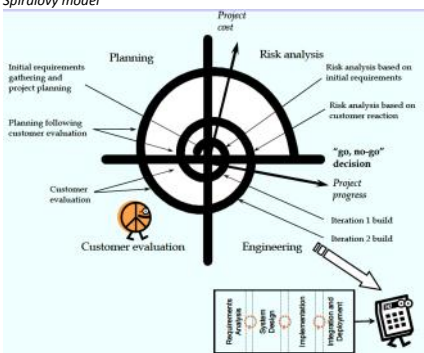 Spirálový model
Project
cost
Planning
Risk analysis
Initial requirements
gathering and
project planning
Risk analysis based on
initial requirements
Planning following
customer evaluation
Risk analysis based on
customer reaction
"go, no-go"
decision
Project
progress
Customer
evaluation
Iteration 1 build
Iteration 2 build
Customer evaluation
Engineering
Requirements
Analysis
System
Design
Implementation
Integration and
Deployment